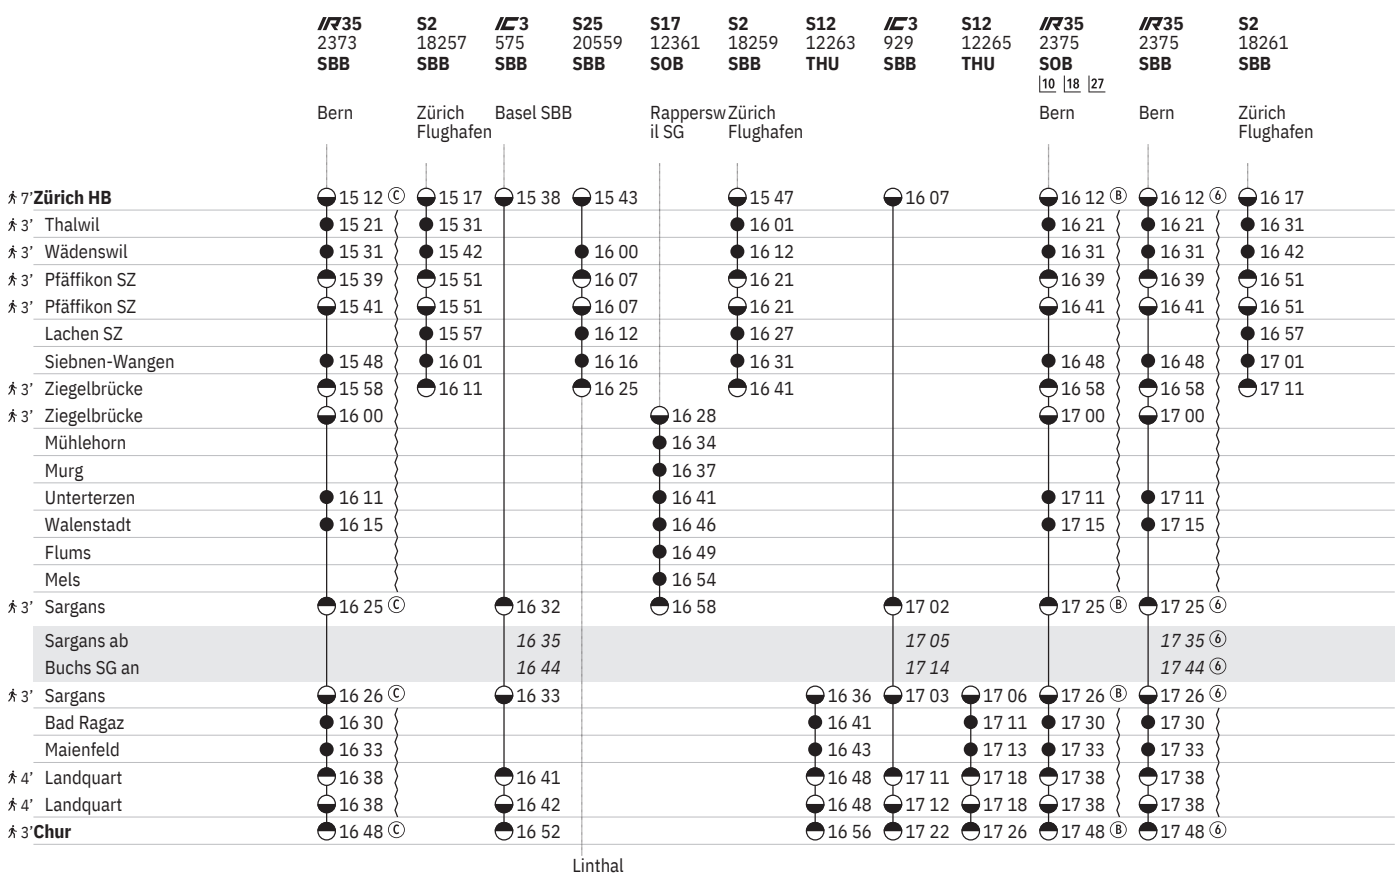 IR35 S2 IC3 S25 S17 S2 S12 IC3 S12 IR35 IR35 S2
2373 18257 575 20559 12361 18259 12263 929 12265 2375 2375 18261
SBB SBB SBB SBB SOB SBB THU SBB THU SOB SBB SBB
10 18 27
Bern Zürich Basel SBB Rappersw Zürich Bern Bern Zürich
Flughafen il SG Flughafen Flughafen
7' Zürich HB 15 12 C 15 17 15 38 15 43 15 47 16 07 16 12 B 16 12 6 16 17
3' Thalwil 15 21 15 31 16 01 16 21 16 21 16 31
3' Wädenswil 15 31 15 42 16 00 16 12 16 31 16 31 16 42
3' Pfäffikon SZ 15 39 15 51 16 07 16 21 16 39 16 39 16 51
3' Pfäffikon SZ 15 41 15 51 16 07 16 21 16 41 16 41 16 51
Lachen SZ 15 57 16 12 16 27 16 57
Siebnen-Wangen 15 48 16 01 16 16 16 31 16 48 16 48 17 01
3' Ziegelbrücke 15 58 16 11 16 25 16 41 16 58 16 58 17 11
3' Ziegelbrücke 16 00 16 28 17 00 17 00
Mühlehorn 16 34
Murg 16 37
Unterterzen 16 11 16 41 17 11 17 11
Walenstadt 16 15 16 46 17 15 17 15
Flums 16 49
Mels 16 54
3' Sargans 16 25 C 16 32 16 58 17 02 17 25 B 17 25 6
Sargans ab 16 35 17 05 17 35 6
Buchs SG an 16 44 17 14 17 44 6
3' Sargans 16 26 C 16 33 16 36 17 03 17 06 17 26 B 17 26 6
Bad Ragaz 16 30 16 41 17 11 17 30 17 30
Maienfeld 16 33 16 43 17 13 17 33 17 33
4' Landquart 16 38 16 41 16 48 17 11 17 18 17 38 17 38
4' Landquart 16 38 16 42 16 48 17 12 17 18 17 38 17 38
3' Chur 16 48 C 16 52 16 56 17 22 17 26 17 48 B 17 48 6
Linthal